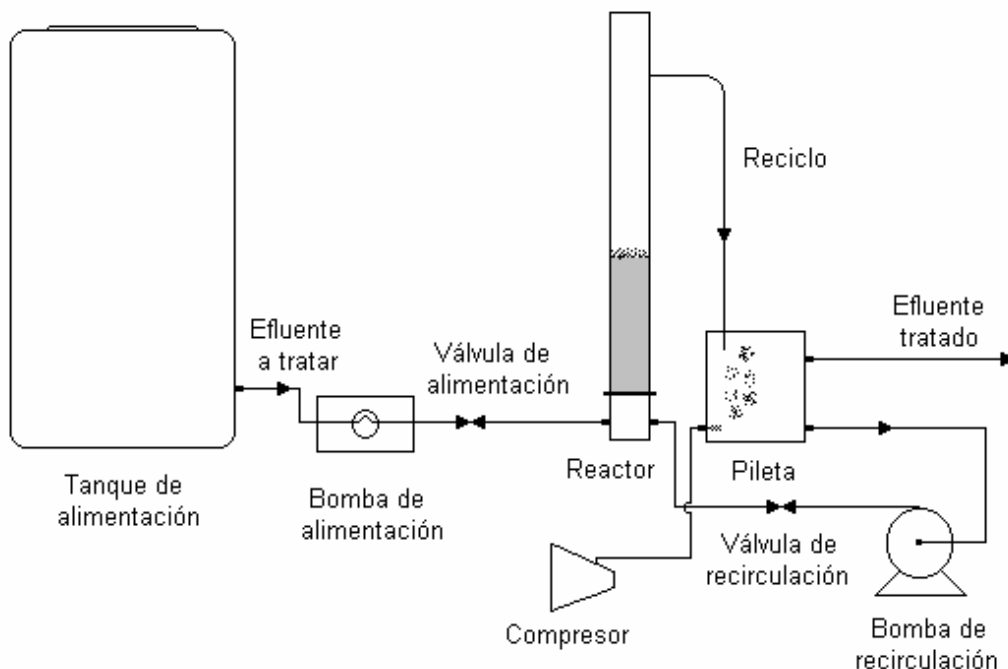 Reciclo
Efluente
a tratar
Válvula de
alimentación
Efluente
tratado
Tanque de
alimentación
Bomba de
alimentación
Reactor
Pileta
Válvula de
recirculación
Compresor
Bomba de
recirculación